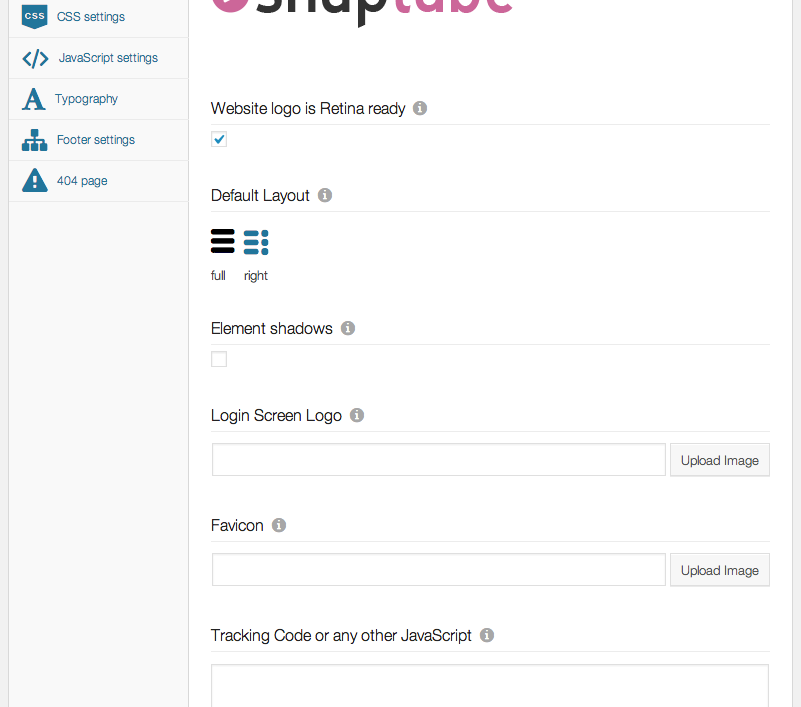 snaptube
CSS
CSS settings
JavaScript settings
Typography
Footer settings
404 page
Website logo is Retina ready
Default Layout
full
right
Element shadows
Login Screen Logo
Upload Image
Favicon
Upload Image
Tracking Code or any other JavaScript